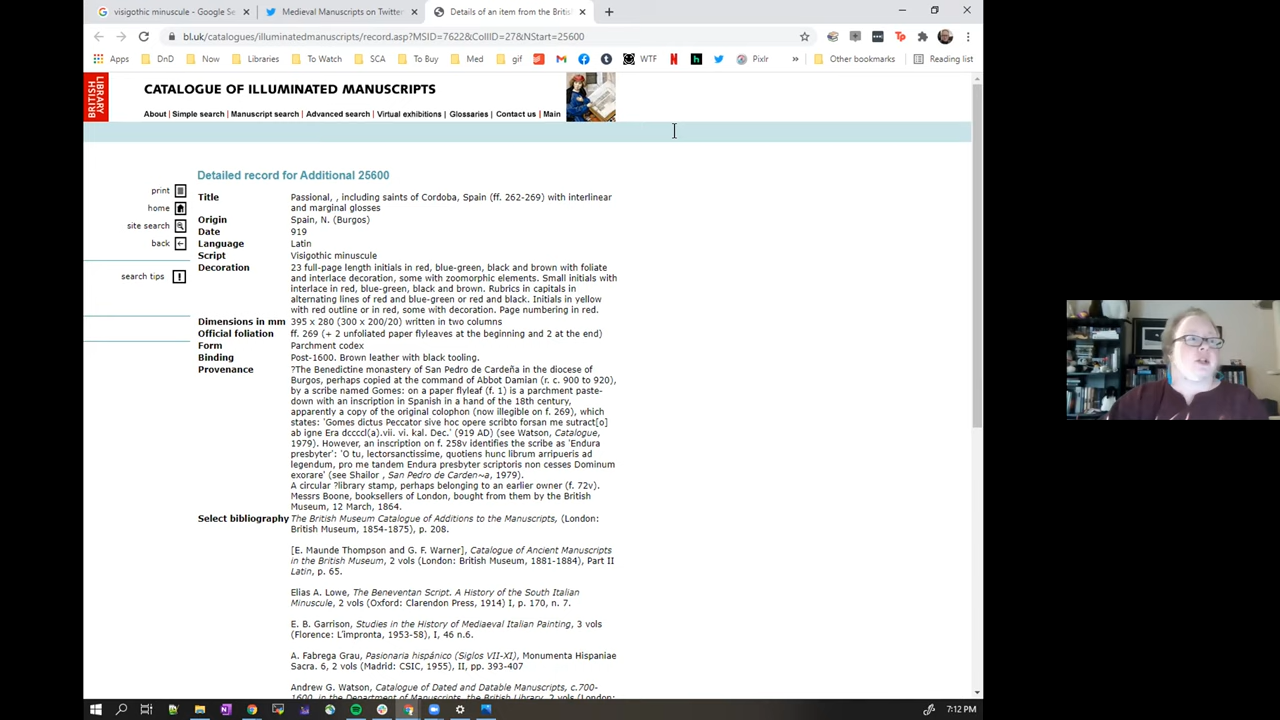 visigothic minuscule - Google Se
Medieval Manuscripts on Twitter
Details of an item from the Britis
bl.uk/catalogues/illuminatedmanuscripts/record.asp?MSID=7622&CollID=27&NStart=25600
Apps DnD Now Libraries To Watch SCA To Buy Med gif WTF Pixlr » Other bookmarks Reading list
BRITISH LIBRARY
CATALOGUE OF ILLUMINATED MANUSCRIPTS
About | Simple search | Manuscript search | Advanced search | Virtual exhibitions | Glossaries | Contact us | Main
Detailed record for Additional 25600
print
home
site search
back
search tips
Title Passional, , including saints of Cordoba, Spain (ff. 262-269) with interlinear
and marginal glosses
Origin Spain, N. (Burgos)
Date 919
Language Latin
Script Visigothic minuscule
Decoration 23 full-page length initials in red, blue-green, black and brown with foliate
and interlace decoration, some with zoomorphic elements. Small initials with
interlace in red, blue-green, black and brown. Rubrics in capitals in
alternating lines of red and blue-green or red and black. Initials in yellow
with red outline or in red, some with decoration. Page numbering in red.
Dimensions in mm 395 x 280 (300 x 200/20) written in two columns
Official foliation ff. 269 (+ 2 unfoliated paper flyleaves at the beginning and 2 at the end)
Form Parchment codex
Binding Post-1600. Brown leather with black tooling.
Provenance ?The Benedictine monastery of San Pedro de Cardeña in the diocese of
Burgos, perhaps copied at the command of Abbot Damian (r. c. 900 to 920),
by a scribe named Gomes: on a paper flyleaf (f. 1) is a parchment paste-
down with an inscription in Spanish in a hand of the 18th century,
apparently a copy of the original colophon (now illegible on f. 269), which
states: 'Gomes dictus Peccator sive hoc opere scribto forsan me sutract[o]
ab igne Era dcccc​l(a).vii. vi. kal. Dec.' (919 AD) (see Watson, Catalogue,
1979). However, an inscription on f. 258v identifies the scribe as 'Endura
presbyter': 'O tu, lectorsanctissime, quotiens hunc librum arripueris ad
legendum, pro me tandem Endura presbyter scriptoris non cesses Dominum
exorare' (see Shailor , San Pedro de Carden~a, 1979).
A circular ?library stamp, perhaps belonging to an earlier owner (f. 72v).
Messrs Boone, booksellers of London, bought from them by the British
Museum, 12 March, 1864.
Select bibliography The British Museum Catalogue of Additions to the Manuscripts, (London:
British Museum, 1854-1875), p. 208.
[E. Maunde Thompson and G. F. Warner], Catalogue of Ancient Manuscripts
in the British Museum, 2 vols (London: British Museum, 1881-1884), Part II
Latin, p. 65.
Elias A. Lowe, The Beneventan Script. A History of the South Italian
Minuscule, 2 vols (Oxford: Clarendon Press, 1914) I, p. 170, n. 7.
E. B. Garrison, Studies in the History of Mediaeval Italian Painting, 3 vols
(Florence: L'impronta, 1953-58), I, 46 n.6.
A. Fabrega Grau, Pasionaria hispánico (Siglos VII-XI), Monumenta Hispaniae
Sacra. 6, 2 vols (Madrid: CSIC, 1955), II, pp. 393-407
Andrew G. Watson, Catalogue of Dated and Datable Manuscripts, c.700-
1600, in the Department of Manuscripts, the British Library, 2 vols (London:
7:12 PM